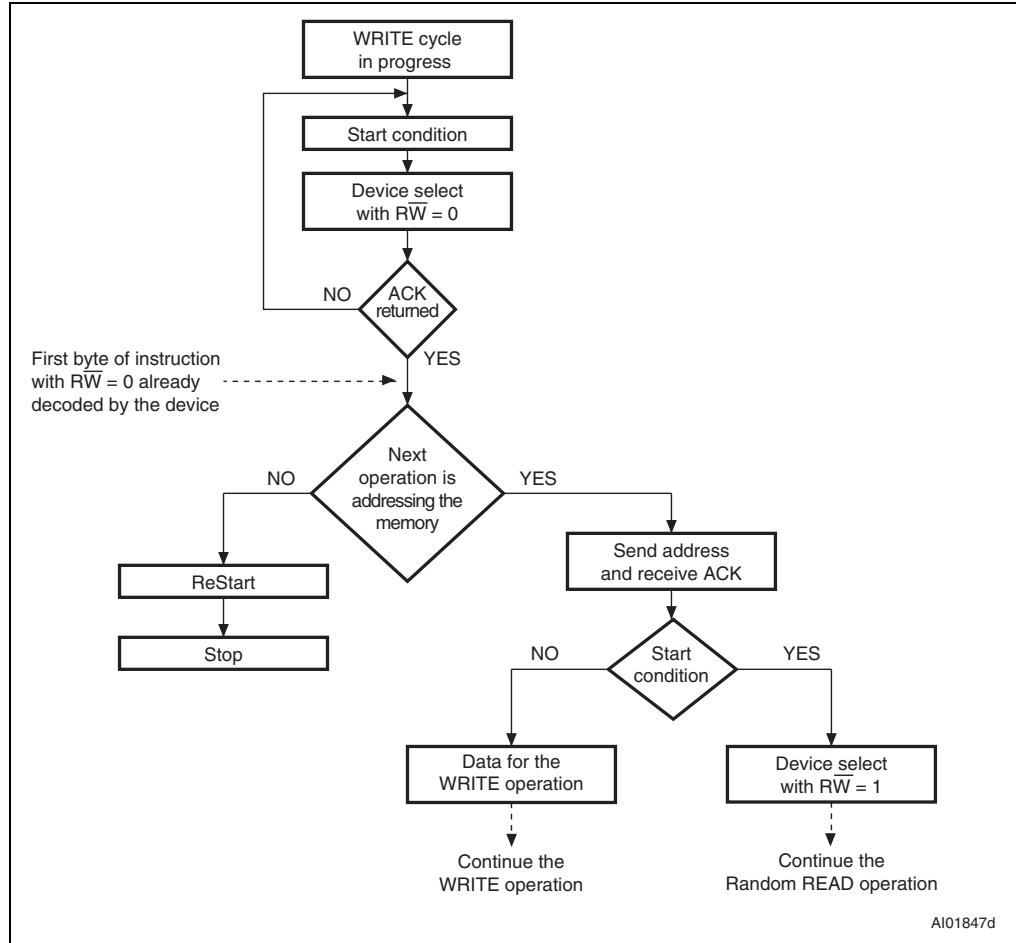 WRITE cycle
in progress
Start condition
Device select
with RW̅ = 0
NO
ACK
returned
YES
First byte of instruction
with RW̅ = 0 already
decoded by the device
NO
Next
operation is
addressing the
memory
YES
ReStart
Stop
Send address
and receive ACK
NO
Start
condition
YES
Data for the
WRITE operation
Device select
with RW̅ = 1
Continue the
WRITE operation
Continue the
Random READ operation
AI01847d